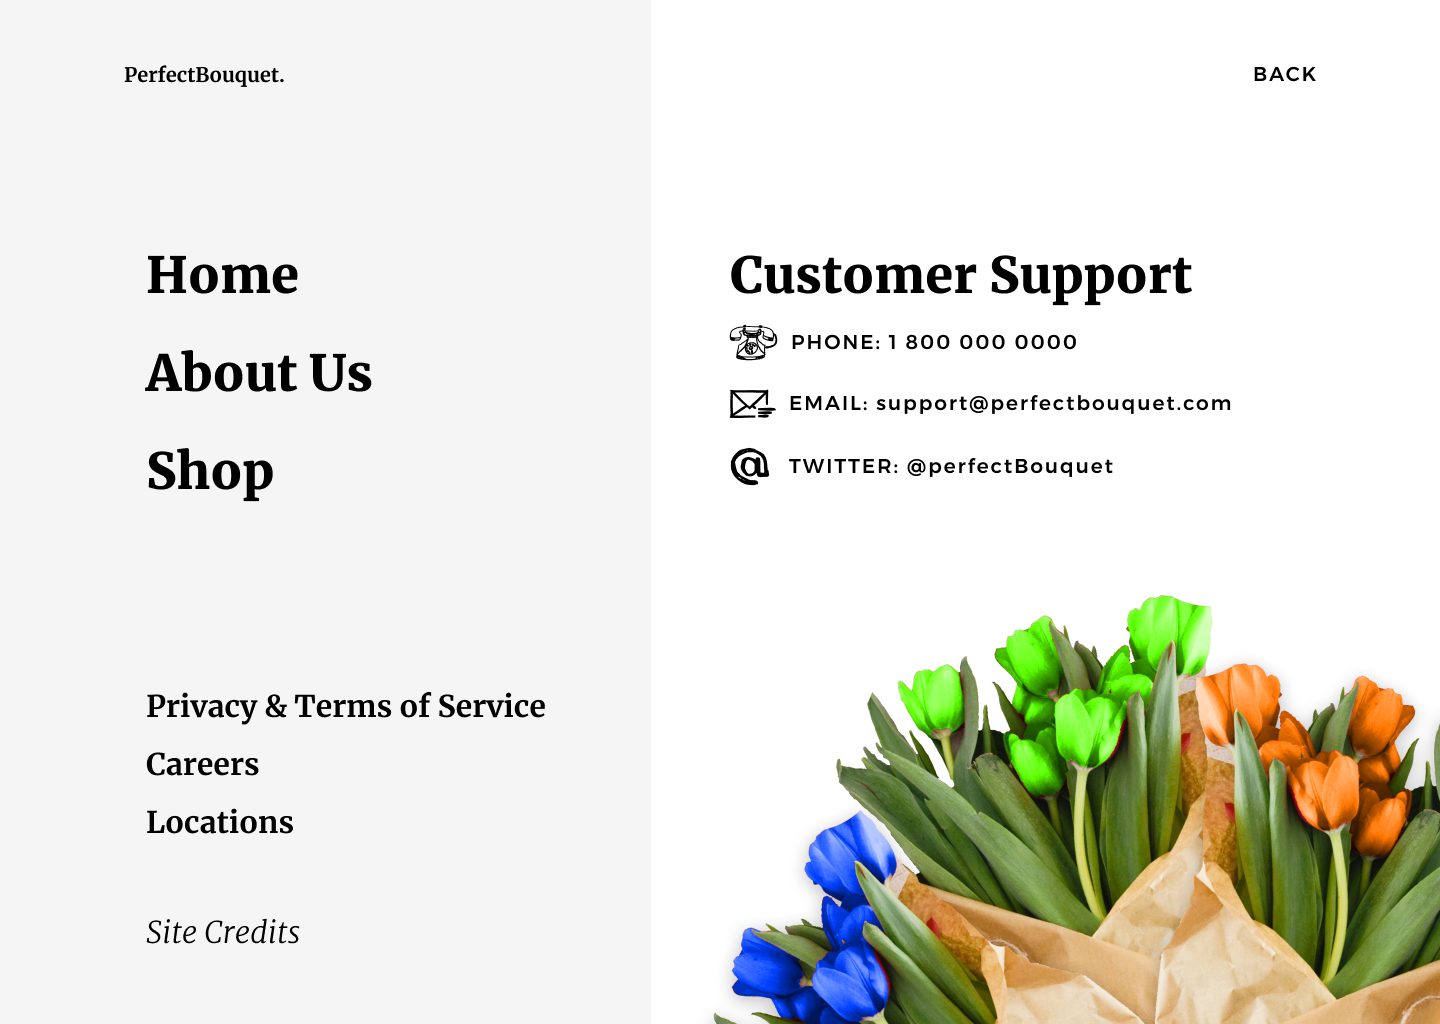 PerfectBouquet.
BACK
Home
About Us
Shop
Privacy & Terms of Service
Careers
Locations
Site Credits
Customer Support
PHONE: 1 800 000 0000
EMAIL: support@perfectbouquet.com
@ TWITTER: @perfectBouquet